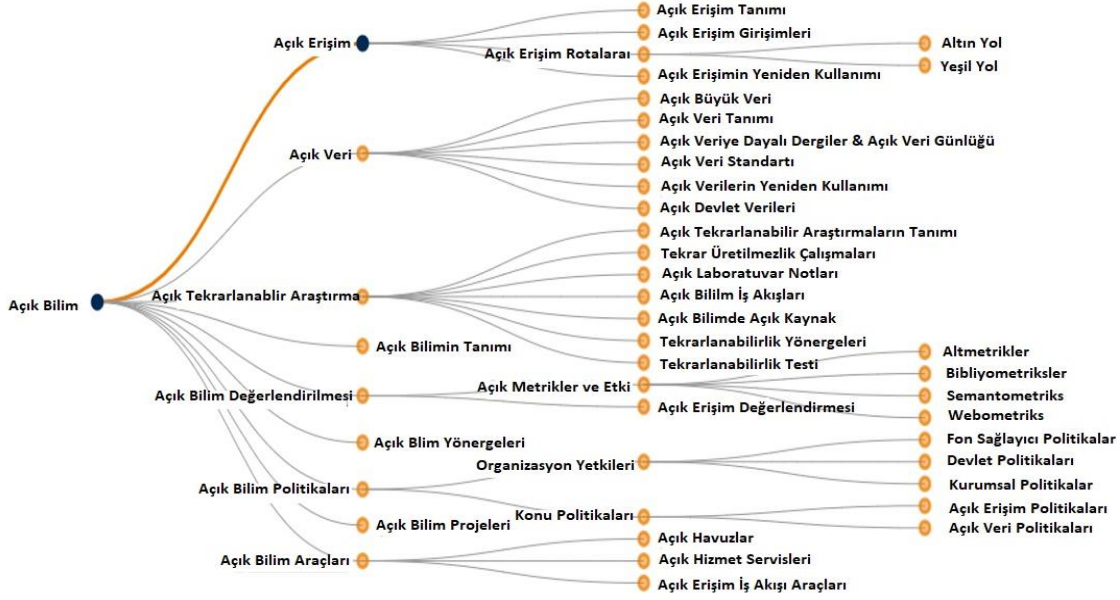 Açık Bilim
Açık Erişim
Açık Erişim Tanımı
Açık Erişim Girişimleri
Açık Erişim Rotalaraı
Altın Yol
Yeşil Yol
Açık Erişimin Yeniden Kullanımı
Açık Veri
Açık Büyük Veri
Açık Veri Tanımı
Açık Veriye Dayalı Dergiler & Açık Veri Günlüğü
Açık Veri Standartı
Açık Verilerin Yeniden Kullanımı
Açık Devlet Verileri
Açık Tekrarlanablir Araştırma
Açık Tekrarlanabilir Araştırmaların Tanımı
Tekrar Üretilmezlik Çalışmaları
Açık Laboratuvar Notları
Açık Bililm İş Akışları
Açık Bilimde Açık Kaynak
Tekrarlanabilirlik Yönergeleri
Tekrarlanabilirlik Testi
Açık Bilimin Tanımı
Açık Bilim Değerlendirilmesi
Açık Metrikler ve Etki
Altmetrikler
Bibliyometriksler
Semantometriks
Webometriks
Açık Erişim Değerlendirmesi
Açık Blim Yönergeleri
Açık Bilim Politikaları
Organizasyon Yetkileri
Fon Sağlayıcı Politikalar
Devlet Politikaları
Kurumsal Politikalar
Konu Politikaları
Açık Erişim Politikaları
Açık Veri Politikaları
Açık Bilim Projeleri
Açık Bilim Araçları
Açık Havuzlar
Açık Hizmet Servisleri
Açık Erişim İş Akışı Araçları